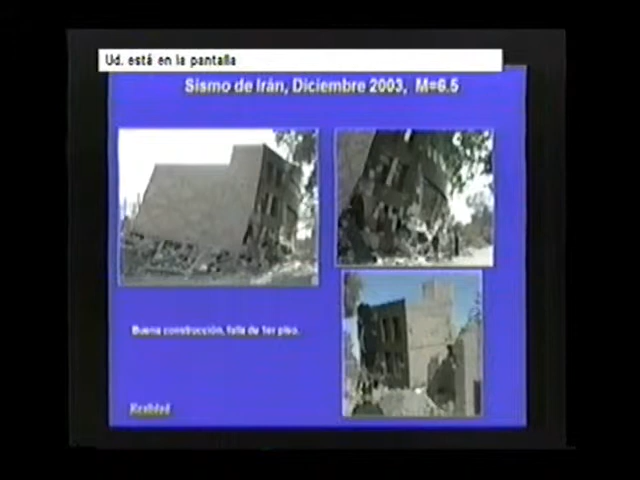 Ud. está en la pantalla
Sismo de Irán, Diciembre 2003, M=6.5
Buena construcción, falla de 1er piso.